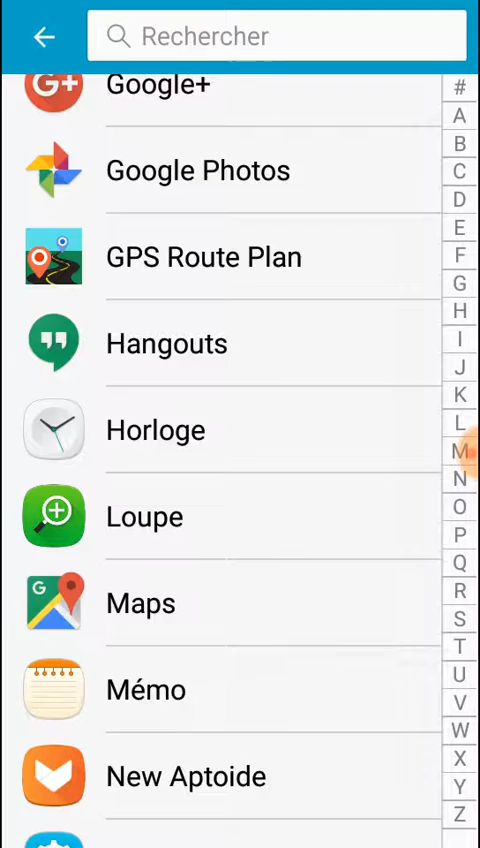 Rechercher
Google+
Google Photos
GPS Route Plan
Hangouts
Horloge
Loupe
Maps
Mémo
New Aptoide
#
A
B
C
D
E
F
G
H
I
J
K
L
M
N
O
P
Q
R
S
T
U
V
W
X
Y
Z